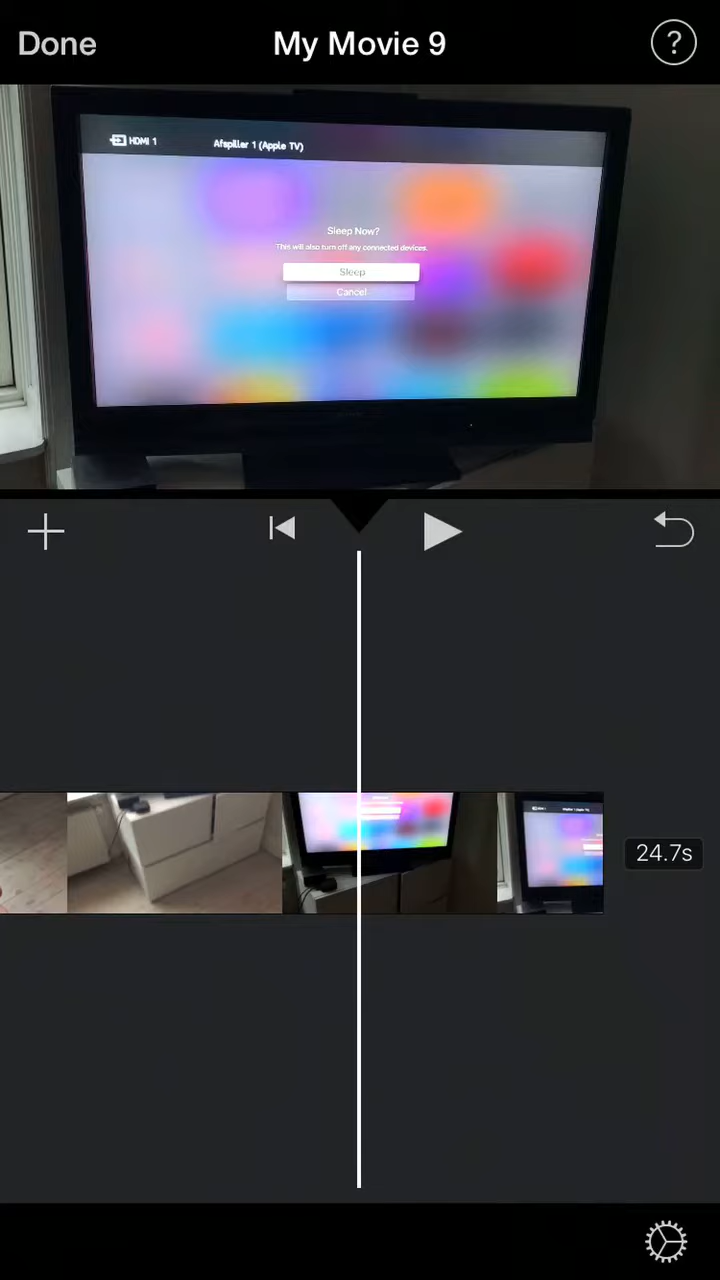 Done
My Movie 9
?
HDMI 1
Afspiller 1 (Apple TV)
Sleep Now?
This will also turn off any connected devices.
Sleep
Cancel
24.7s